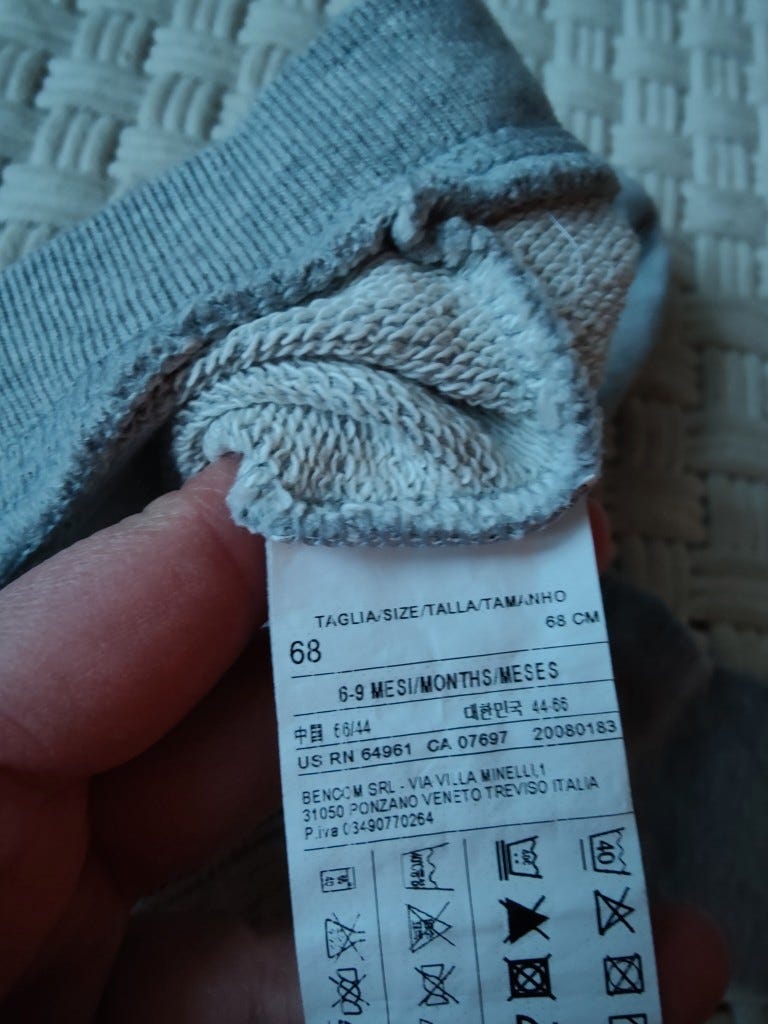 TAGLIA/SIZE/TALLA/TAMANHO
68 68 CM
6-9 MESI/MONTHS/MESES
中国 66/44 대한민국 44-66
US RN 64961 CA 07697 20080183
BENCOM SRL - VIA VILLA MINELLI,1
31050 PONZANO VENETO TREVISO ITALIA
P.iva 03490770264
40